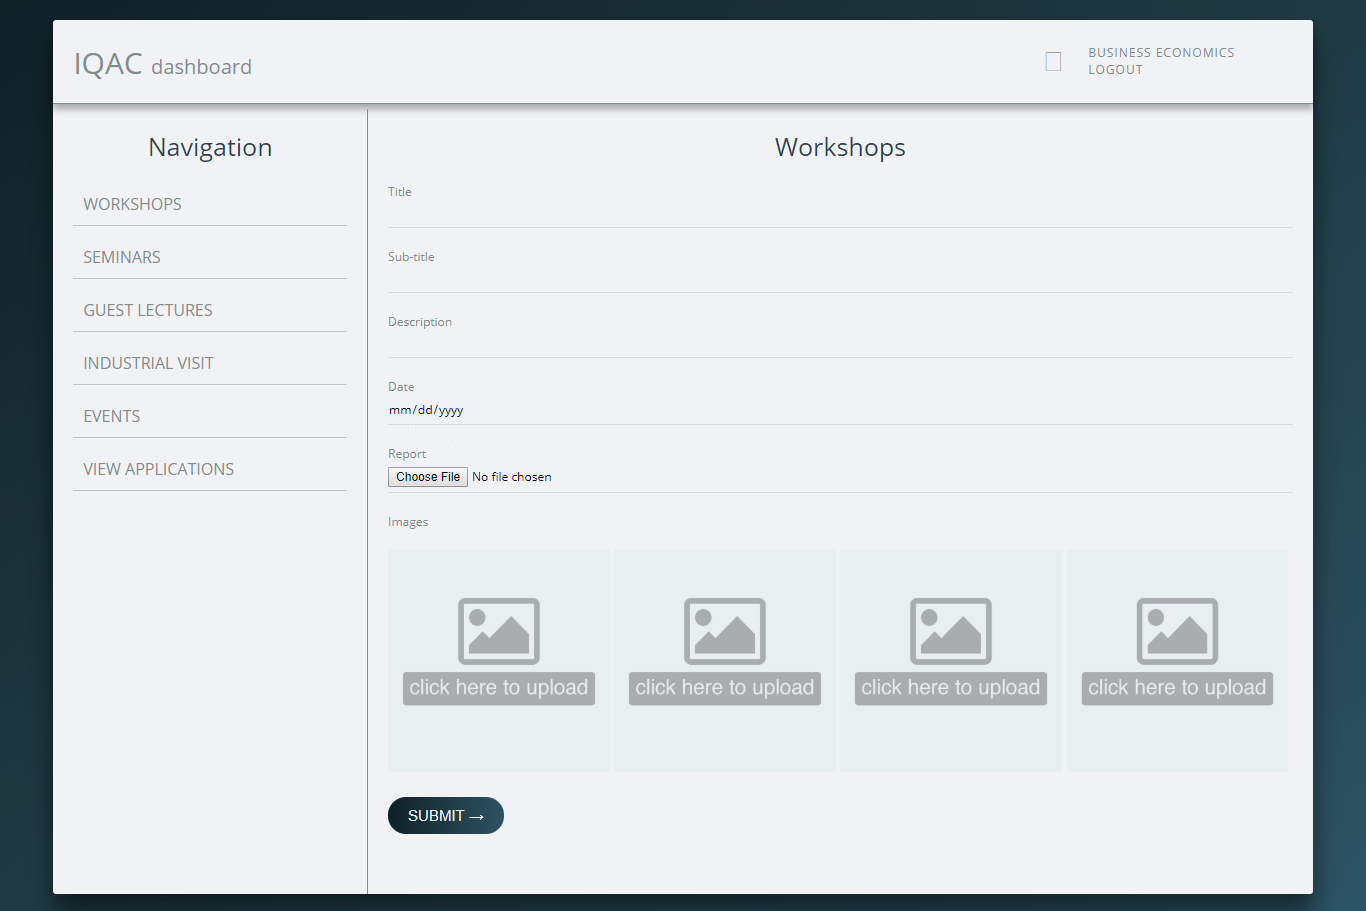 IQAC dashboard
BUSINESS ECONOMICS
LOGOUT
Navigation
WORKSHOPS
SEMINARS
GUEST LECTURES
INDUSTRIAL VISIT
EVENTS
VIEW APPLICATIONS
Workshops
Title
Sub-title
Description
Date
mm/dd/yyyy
Report
Choose File No file chosen
Images
click here to upload click here to upload click here to upload click here to upload
SUBMIT →